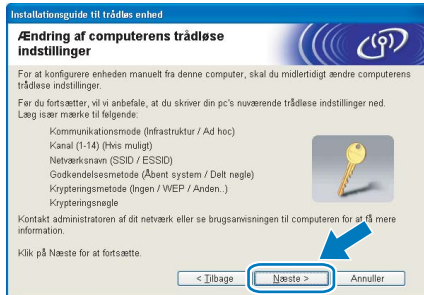 Installationsguide til trådløs enhed
Ændring af computerens trådløse
indstillinger
For at konfigurere enheden manuelt fra denne computer, skal du midlertidigt ændre computerens
trådløse indstillinger.
Før du fortsætter, vil vi anbefale, at du skriver din pc's nuværende trådløse indstillinger ned.
Læg især mærke til følgende:
Kommunikationsmode (Infrastruktur / Ad hoc)
Kanal (1-14) (Hvis muligt)
Netværksnavn (SSID / ESSID)
Godkendelsesmetode (Åbent system / Delt nøgle)
Krypteringsmetode (Ingen / WEP / Anden..)
Krypteringsnøgle
Kontakt administratoren af dit netværk eller se brugsanvisningen til computeren for at få mere
information.
Klik på Næste for at fortsætte.
< Tilbage
Næste >
Annuller